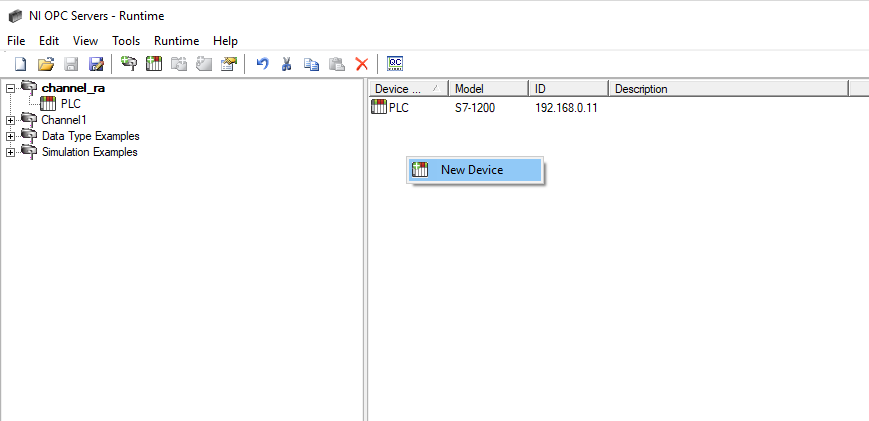 NI OPC Servers - Runtime
File Edit View Tools Runtime Help
QC
channel_ra
PLC
Channel1
Data Type Examples
Simulation Examples
Device ... Model ID Description
PLC S7-1200 192.168.0.11
New Device